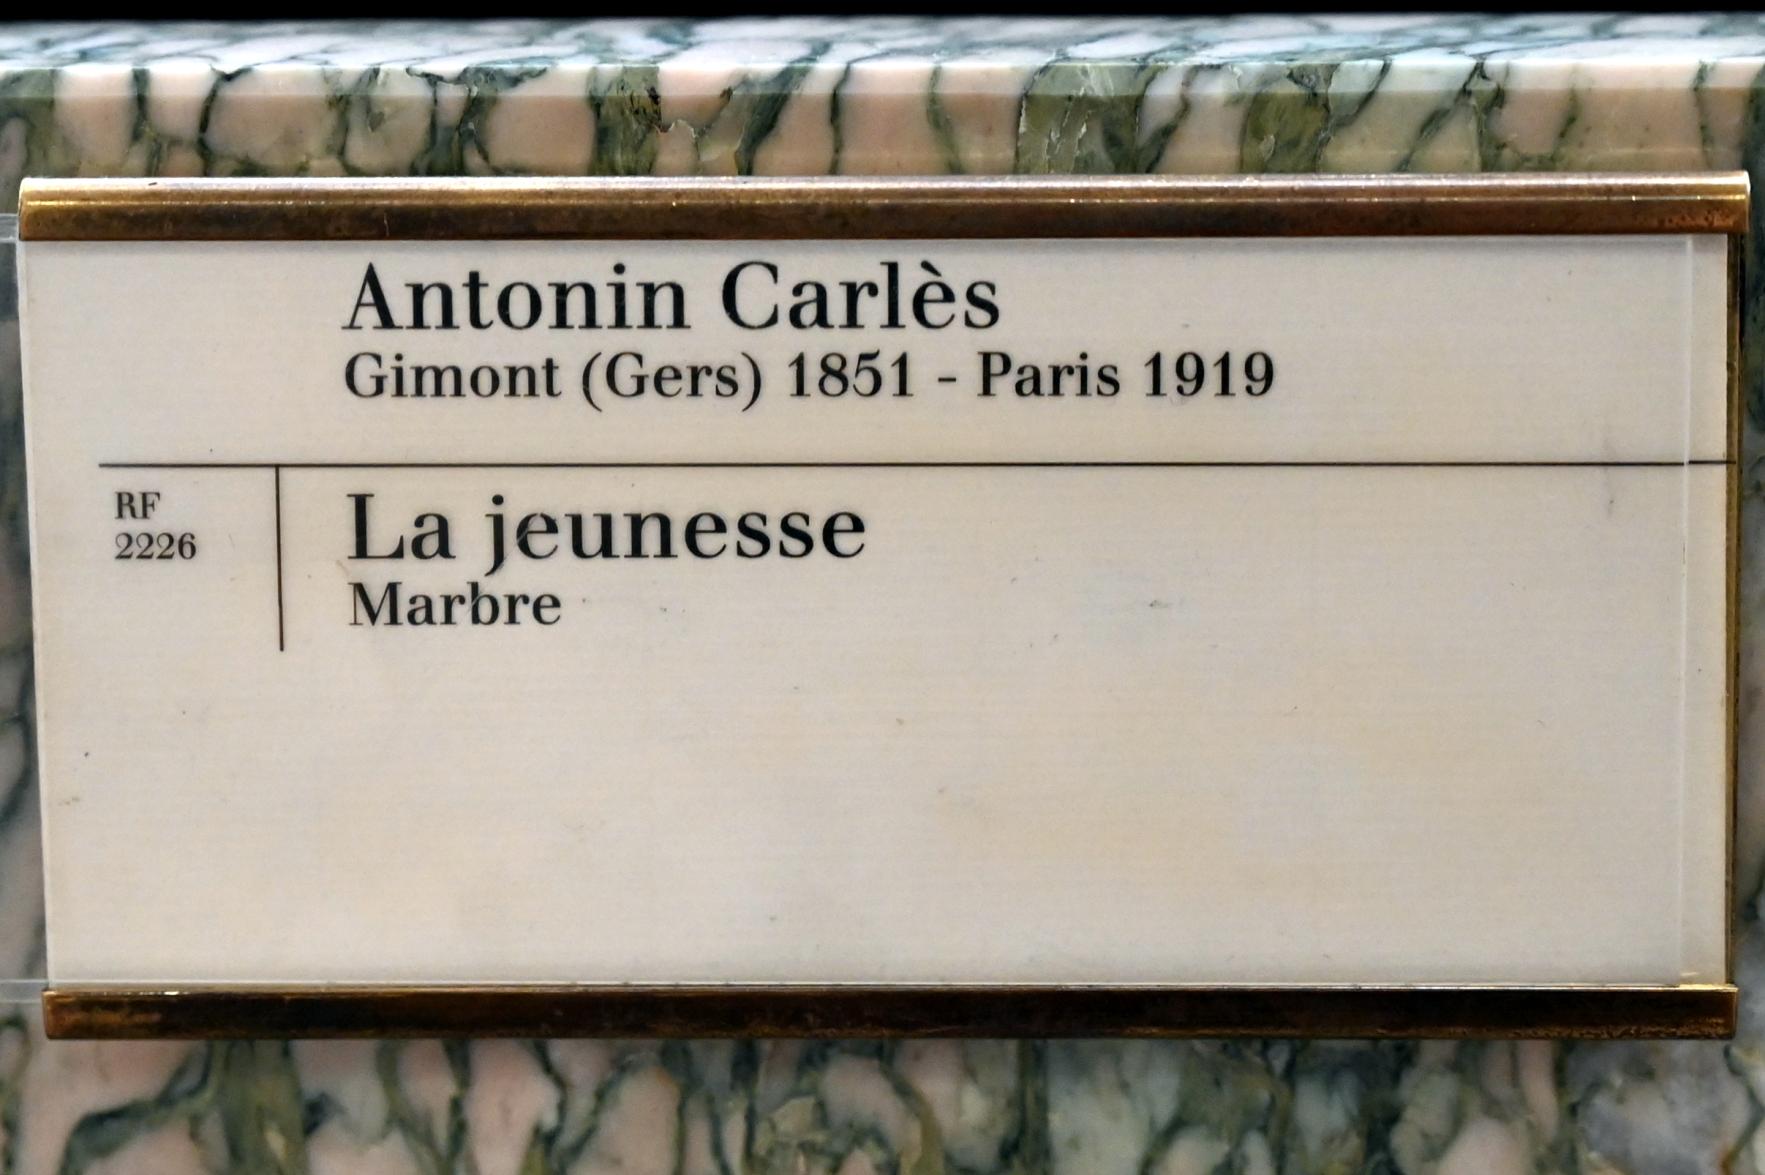 Antonin Carlès
Gimont (Gers) 1851 - Paris 1919
RF
2226
La jeunesse
Marbre